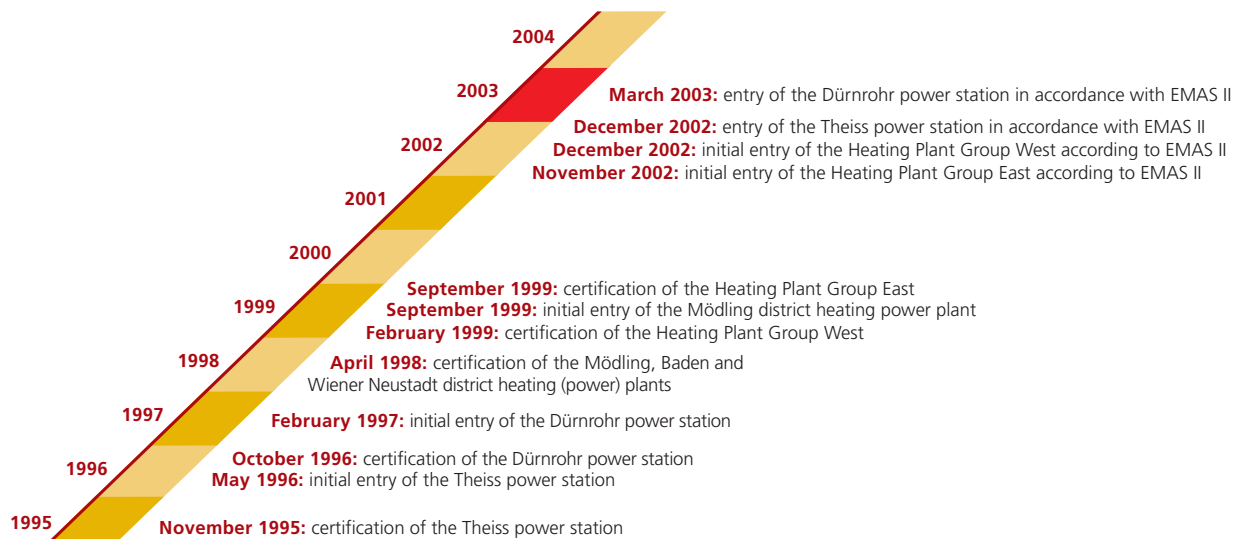 2004
2003
March 2003: entry of the Dürnrohr power station in accordance with EMAS II
December 2002: entry of the Theiss power station in accordance with EMAS II
2002
December 2002: initial entry of the Heating Plant Group West according to EMAS II
November 2002: initial entry of the Heating Plant Group East according to EMAS II
2001
2000
September 1999: certification of the Heating Plant Group East
1999
September 1999: initial entry of the Mödling district heating power plant
February 1999: certification of the Heating Plant Group West
1998
April 1998: certification of the Mödling, Baden and
Wiener Neustadt district heating (power) plants
1997
February 1997: initial entry of the Dürnrohr power station
October 1996: certification of the Dürnrohr power station
1996
May 1996: initial entry of the Theiss power station
1995
November 1995: certification of the Theiss power station